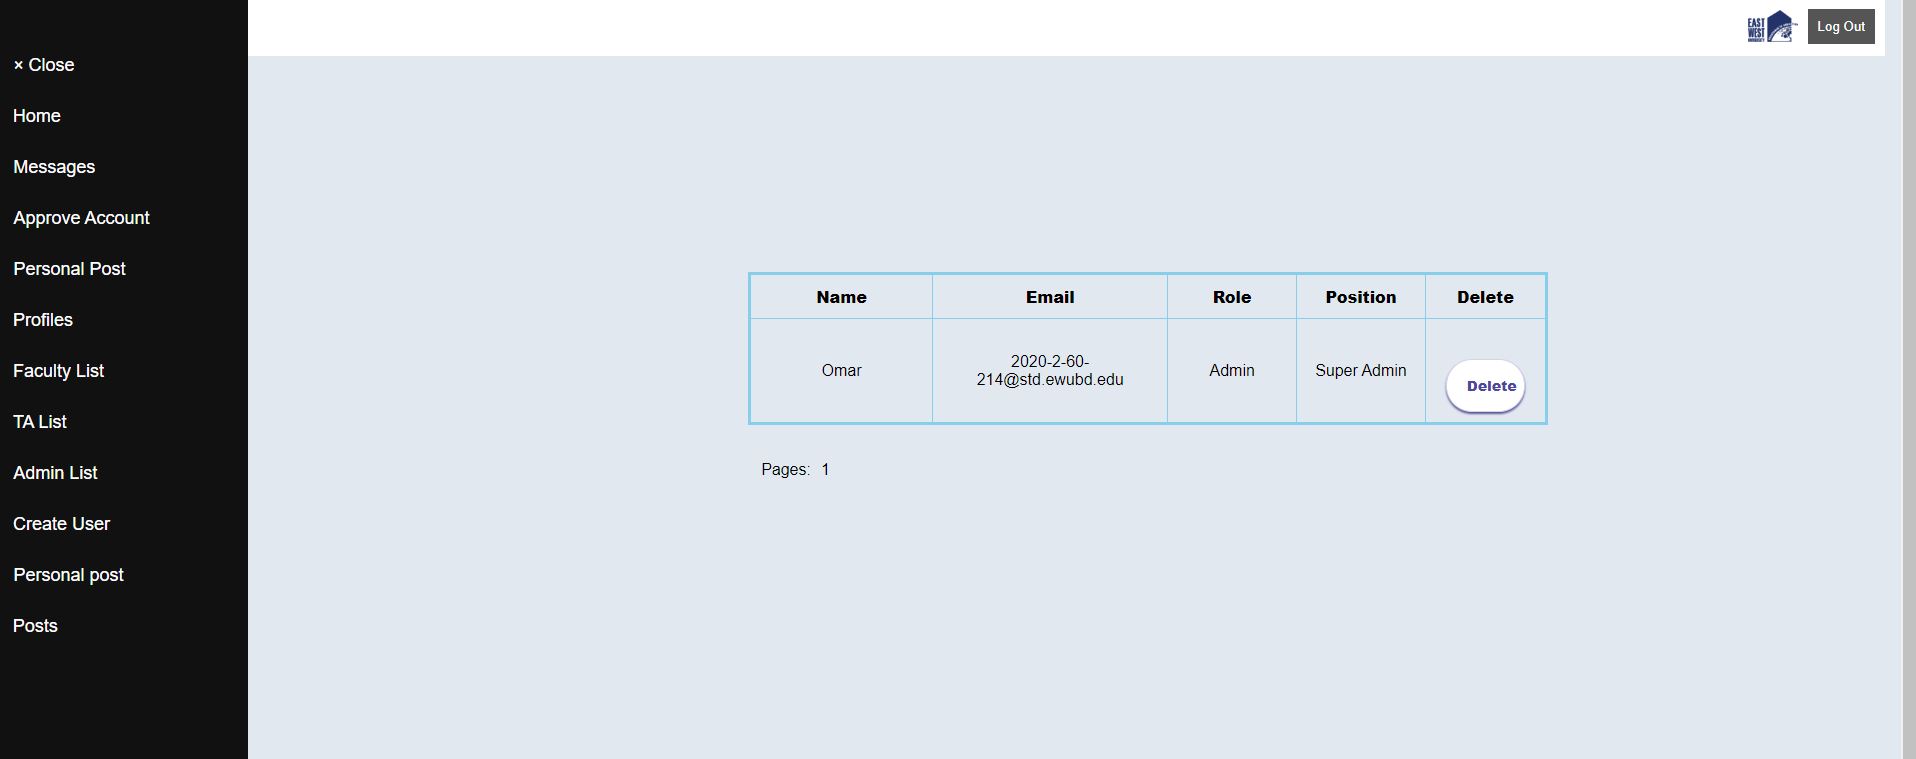 × Close
Home
Messages
Approve Account
Personal Post
Profiles
Faculty List
TA List
Admin List
Create User
Personal post
Posts
EAST
WEST
Log Out
Name Email Role Position Delete
Omar 2020-2-60-
214@std.ewubd.edu Admin Super Admin Delete
Pages: 1